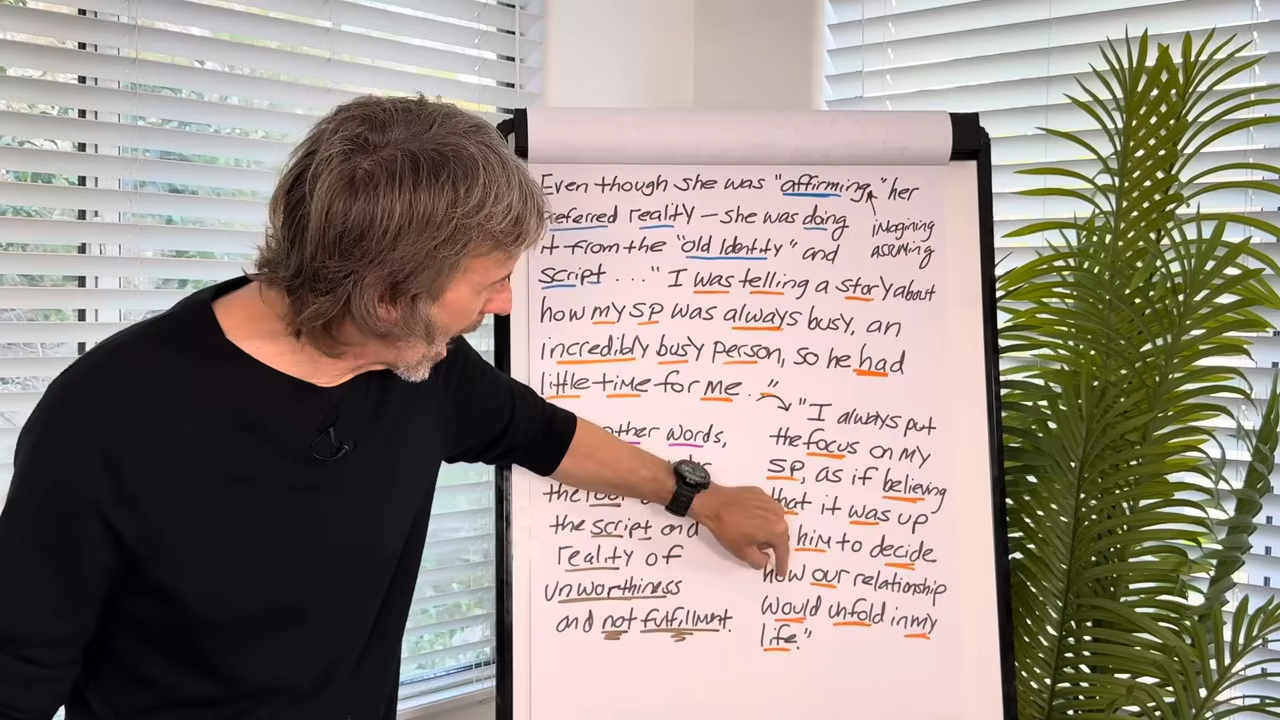 Even though she was "affirming" her
imagining
assuming
preferred reality – she was doing
it from the "old Identity" and
script ... "I was telling a story about
how my SP was always busy, an
incredibly busy person, so he had
little time for me."
other words,
the
the script and
reality of
unworthiness
and not fulfillment.
"I always put
the focus on my
SP, as if believing
that it was up
him to decide
how our relationship
would unfold in my
life."